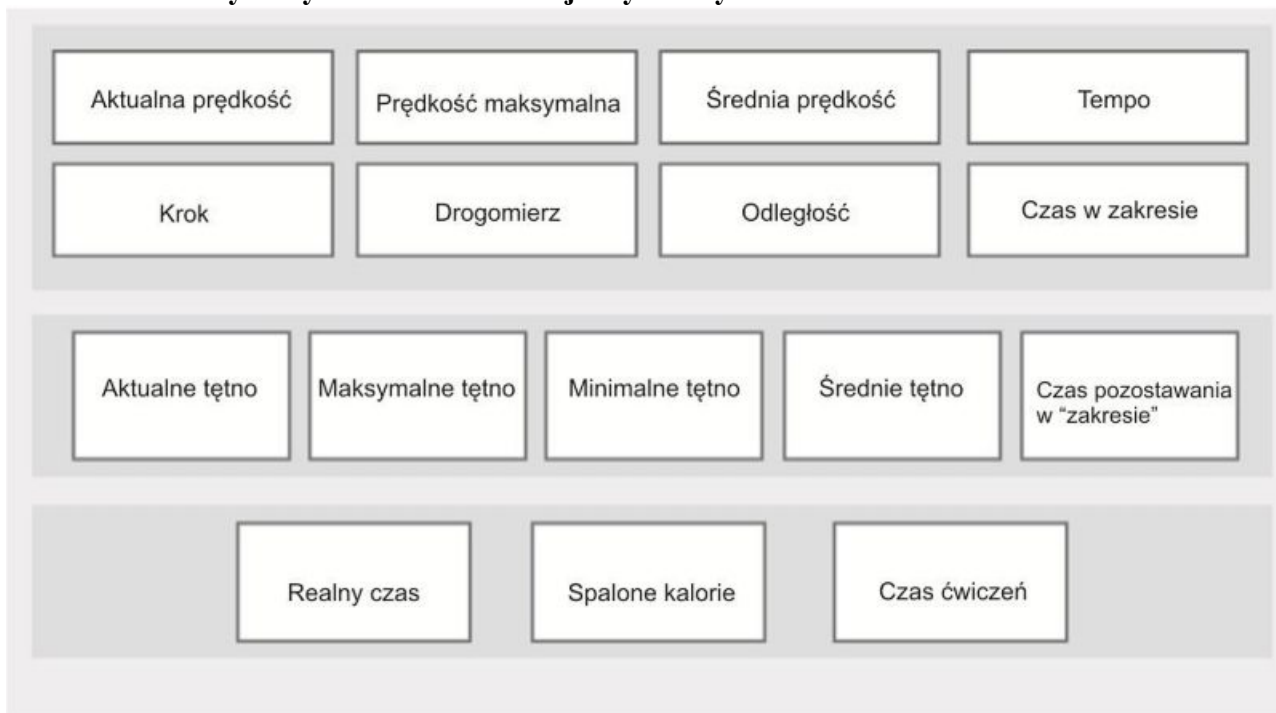 Aktualna prędkość
Prędkość maksymalna
Średnia prędkość
Tempo
Krok
Drogomierz
Odległość
Czas w zakresie
Aktualne tętno
Maksymalne tętno
Minimalne tętno
Średnie tętno
Czas pozostawania
w “zakresie”
Realny czas
Spalone kalorie
Czas ćwiczeń